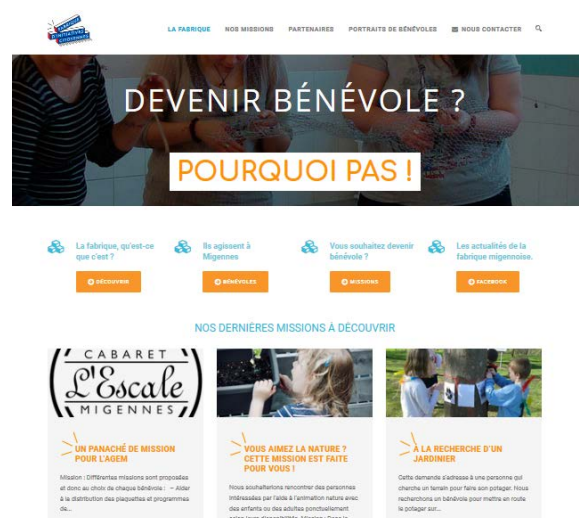 FABRIQUE
D'INITIATIVES
CITOYENNES
LA FABRIQUE NOS MISSIONS PARTENAIRES PORTRAITS DE BÉNÉVOLES NOUS CONTACTER
DEVENIR BÉNÉVOLE ?
POURQUOI PAS !
La fabrique, qu'est-ce
que c'est ?
DÉCOUVRIR
Ils agissent à
Migennes
BÉNÉVOLES
Vous souhaitez devenir
bénévole ?
MISSIONS
Les actualités de la
fabrique migennoise.
FACEBOOK
NOS DERNIÈRES MISSIONS À DÉCOUVRIR
CABARET
L'Escale
MIGENNES
UN PANACHÉ DE MISSION
POUR L'AGEM
Mission : Différentes missions sont proposées
et donc au choix de chaque bénévole : – Aider
à la distribution des plaquettes et programmes
de...
VOUS AIMEZ LA NATURE ?
CETTE MISSION EST FAITE
POUR VOUS !
Nous souhaiterions rencontrer des personnes
intéressées par l'aide à l'animation nature avec
des enfants ou des adultes ponctuellement
A LA RECHERCHE D'UN
JARDINIER
Cette demande s'adresse à une personne qui
cherche un terrain pour faire son potager. Nous
recherchons un bénévole pour mettre en route
le potager sur...